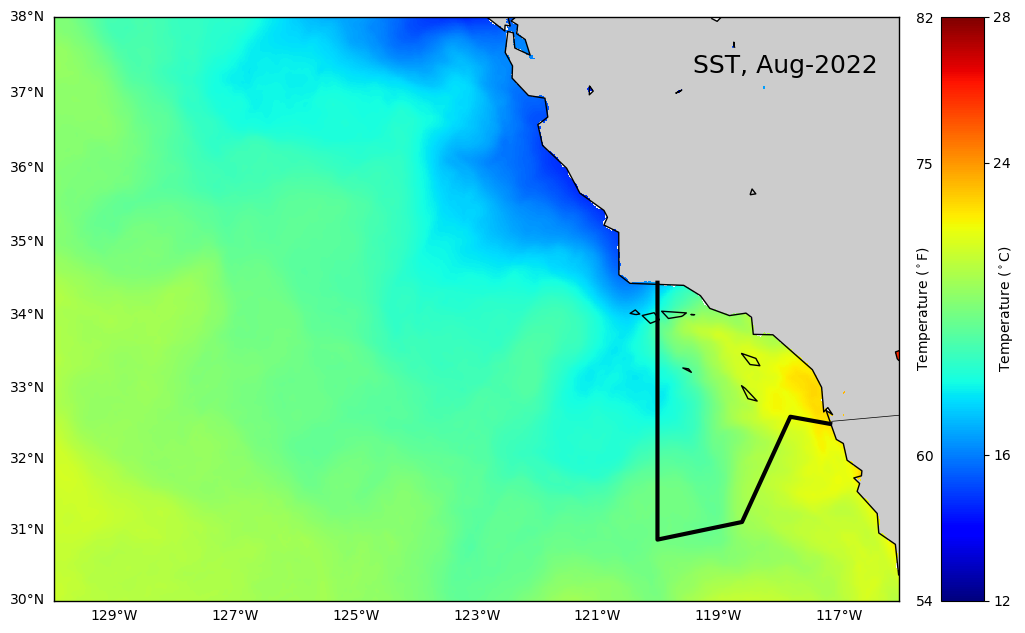 SST, Aug-2022
38°N
37°N
36°N
35°N
34°N
33°N
32°N
31°N
30°N
129°W
127°W
125°W
123°W
121°W
119°W
117°W
82
75
60
54
Temperature (°F)
28
24
16
12
Temperature (°C)